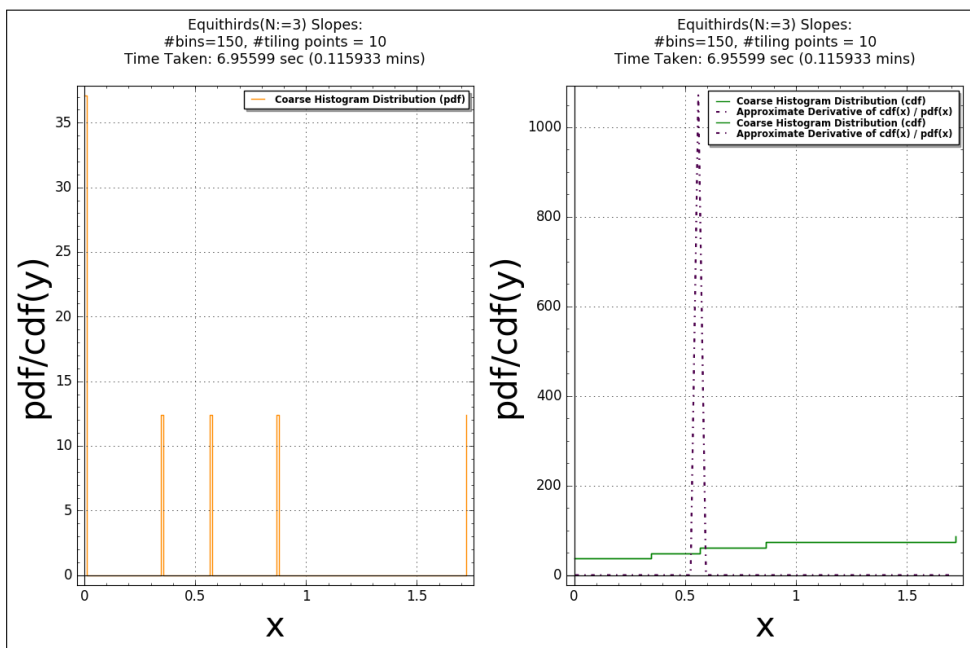 Equithirds(N:=3) Slopes:
#bins=150, #tiling points = 10
Time Taken: 6.95599 sec (0.115933 mins)
Coarse Histogram Distribution (pdf)
pdf/cdf(y)
35
30
25
20
15
10
5
0
0
0.5
1
1.5
x
Equithirds(N:=3) Slopes:
#bins=150, #tiling points = 10
Time Taken: 6.95599 sec (0.115933 mins)
Coarse Histogram Distribution (cdf)
Approximate Derivative of cdf(x) / pdf(x)
Coarse Histogram Distribution (cdf)
Approximate Derivative of cdf(x) / pdf(x)
pdf/cdf(y)
1000
800
600
400
200
0
0
0.5
1
1.5
x